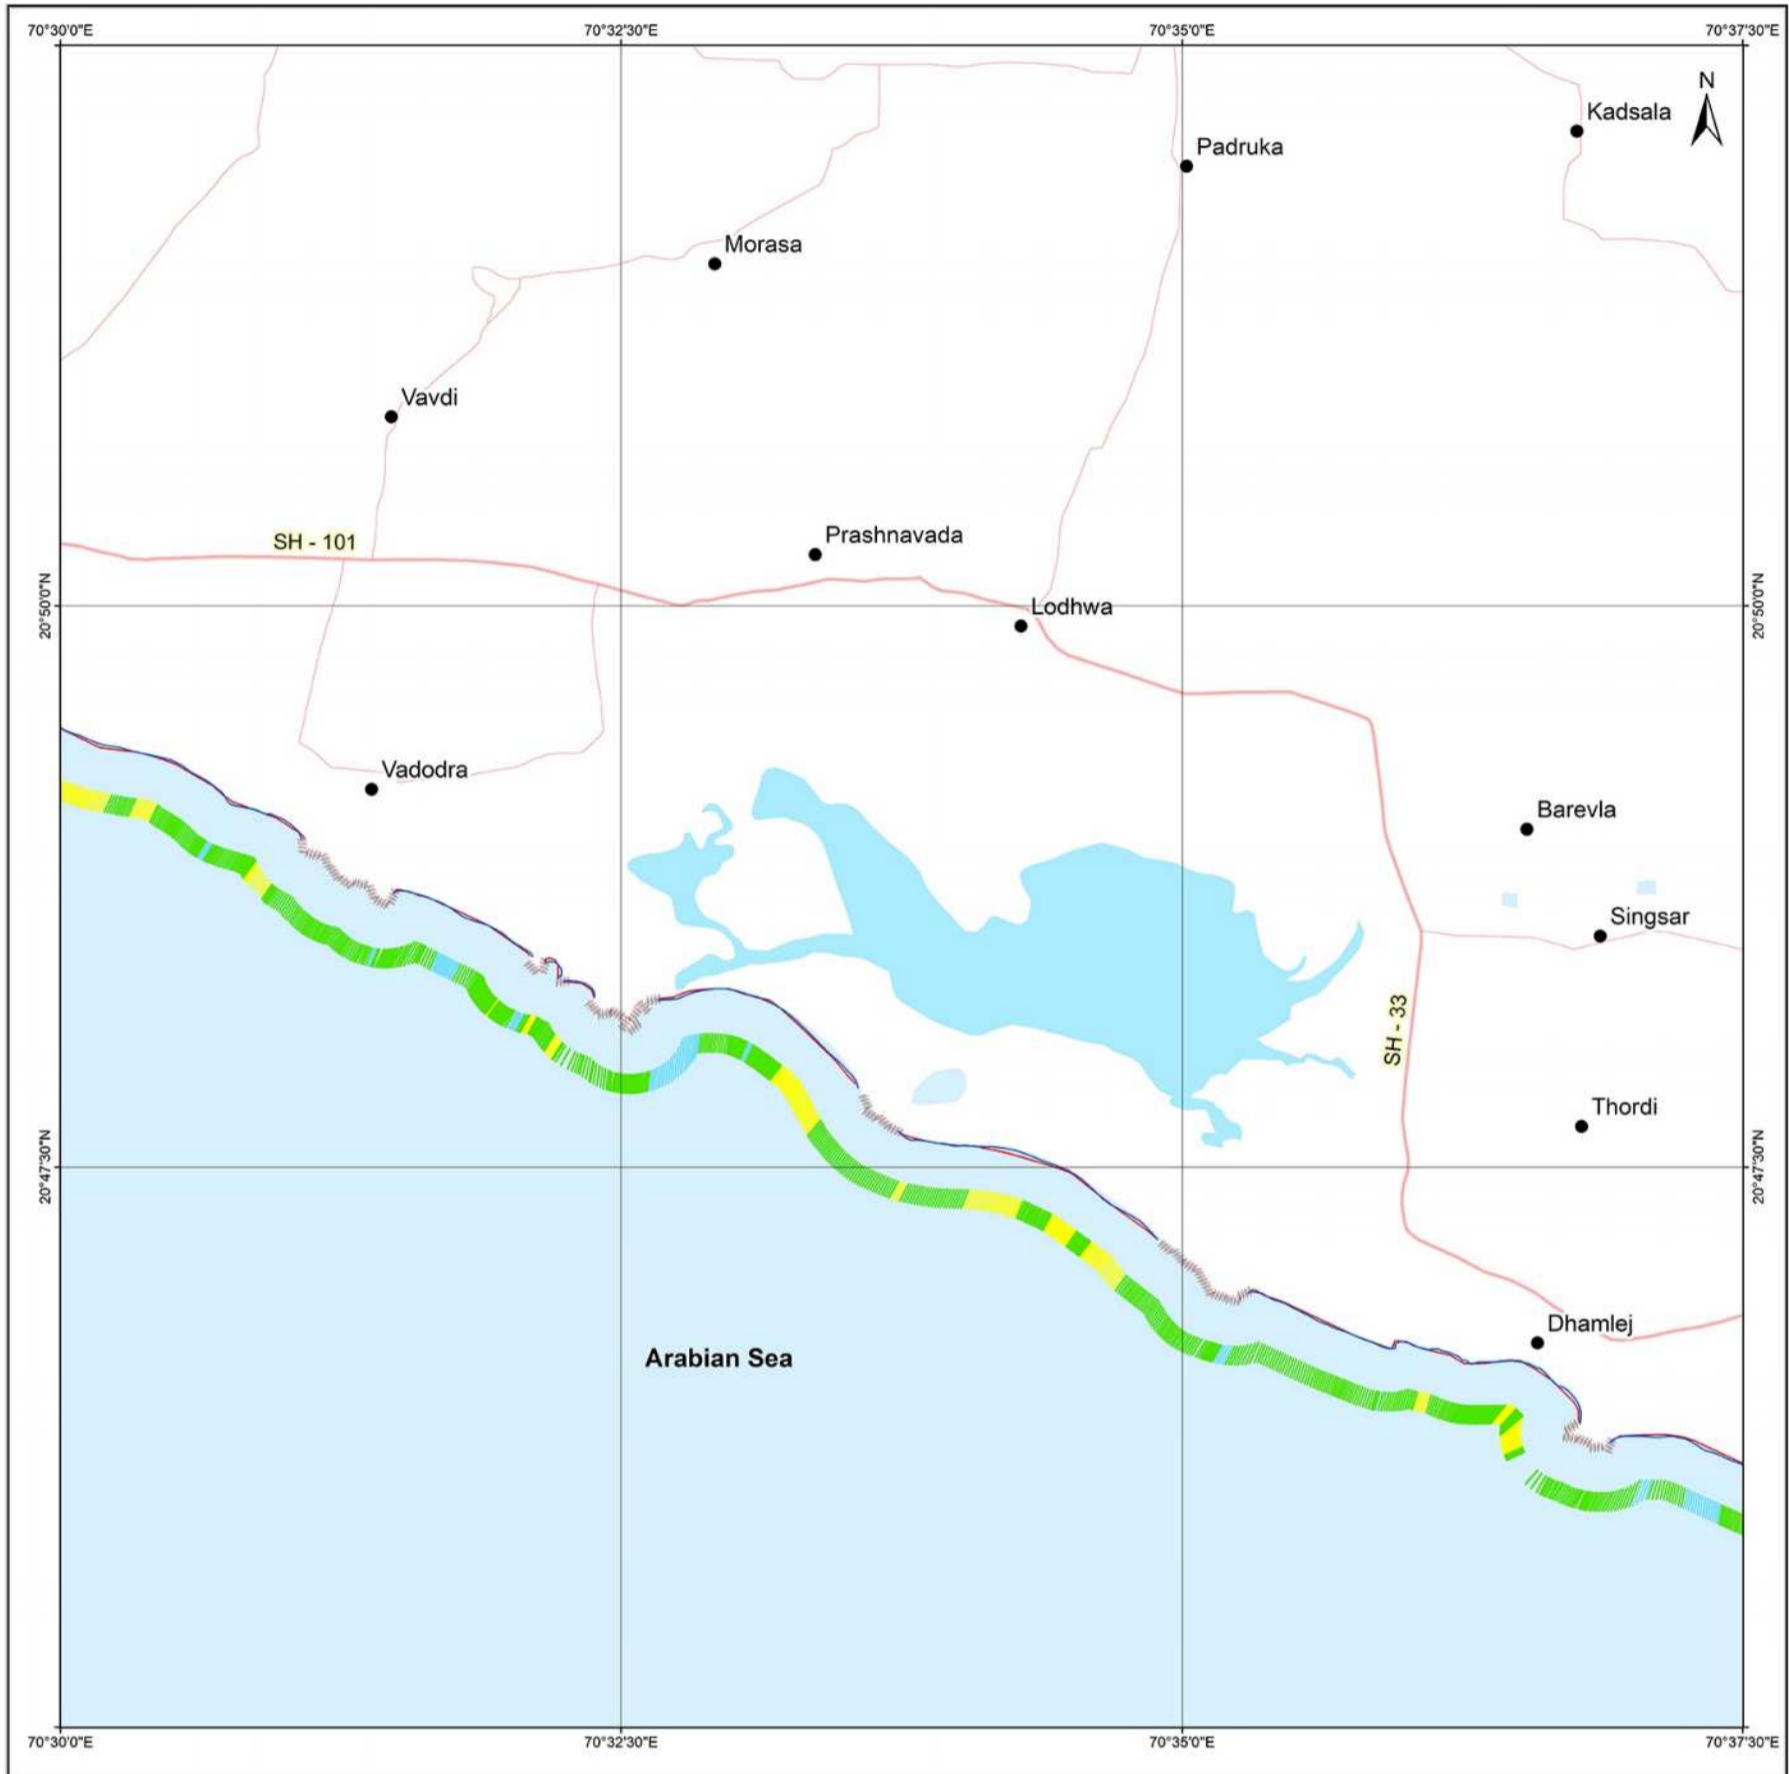 70°30'0"E
70°32'30"E
70°35'0"E
70°37'30"E
N
Kadsala
Padruka
Morasa
Vavdi
Prashnavada
SH - 101
20°50'0"N
Lodhwa
20°50'0"N
Vadodra
Barevla
Singsar
SH - 33
Thordi
20°47'30"N
20°47'30"N
Dhamlej
Arabian Sea
70°30'0"E
70°32'30"E
70°35'0"E
70°37'30"E